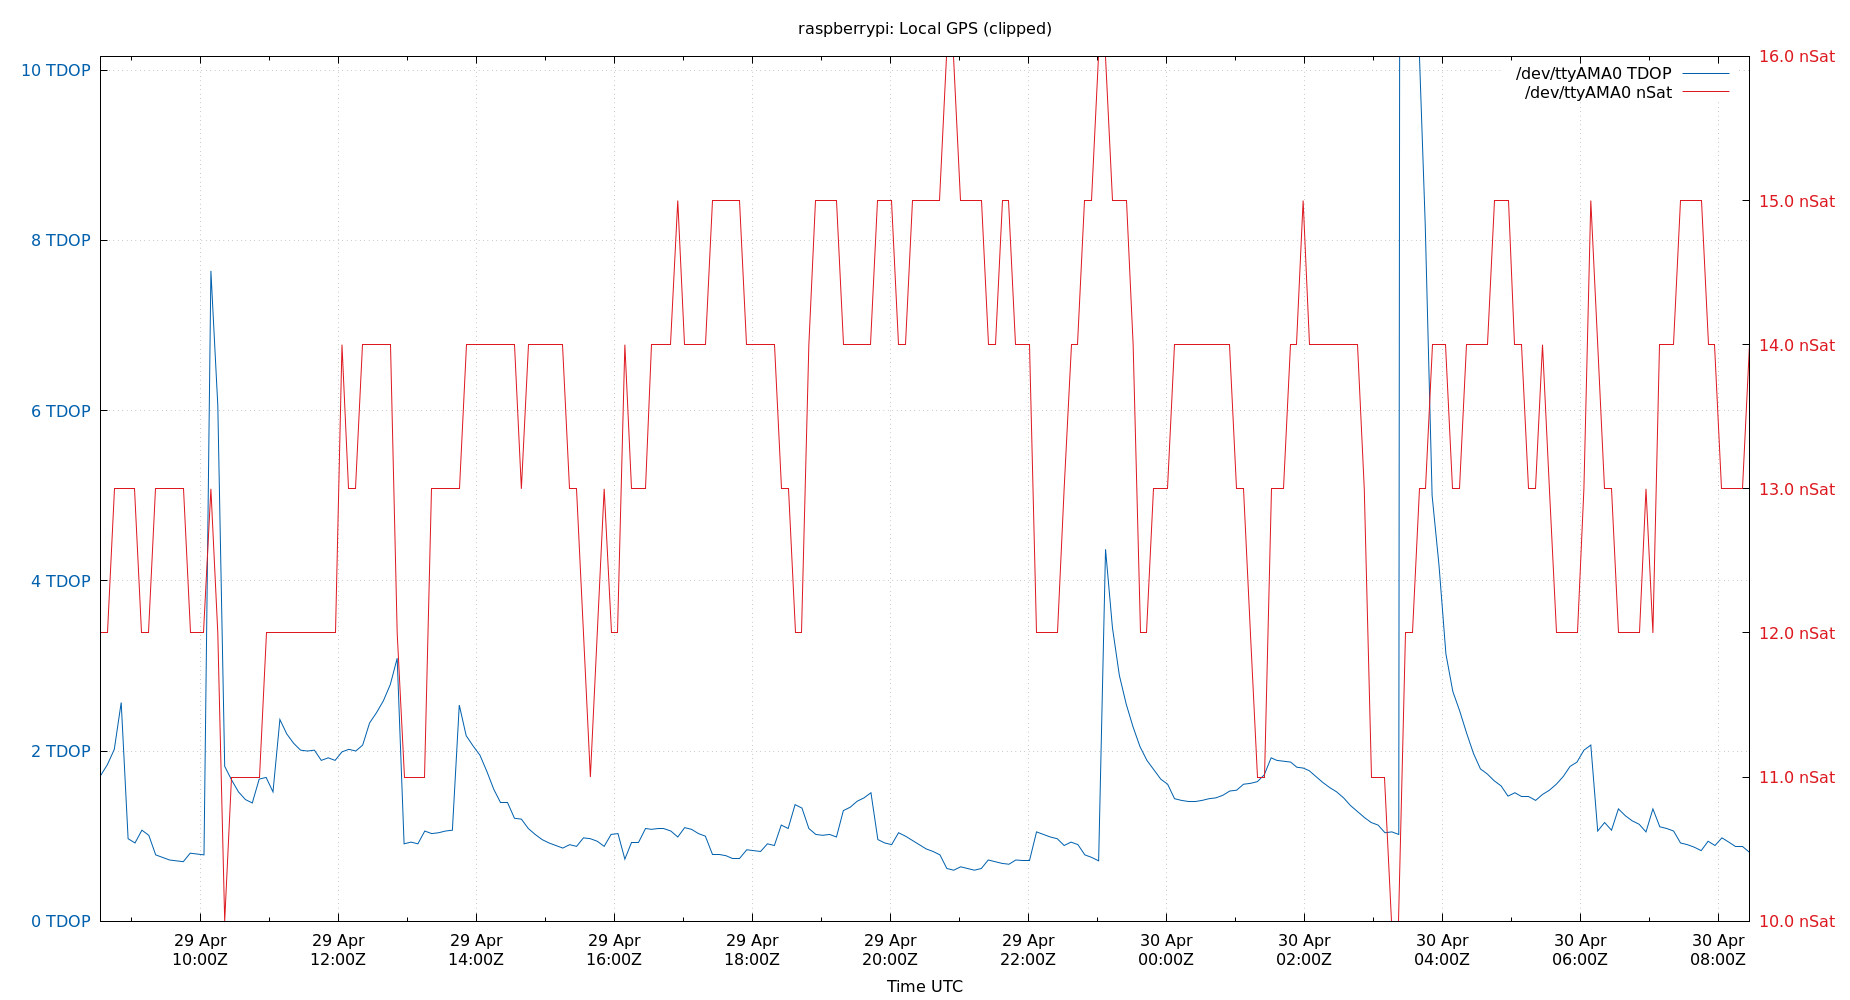 raspberrypi: Local GPS (clipped)
10 TDOP
8 TDOP
6 TDOP
4 TDOP
2 TDOP
0 TDOP
16.0 nSat
15.0 nSat
14.0 nSat
13.0 nSat
12.0 nSat
11.0 nSat
10.0 nSat
/dev/ttyAMA0 TDOP
/dev/ttyAMA0 nSat
29 Apr
10:00Z
29 Apr
12:00Z
29 Apr
14:00Z
29 Apr
16:00Z
29 Apr
18:00Z
29 Apr
20:00Z
29 Apr
22:00Z
30 Apr
00:00Z
30 Apr
02:00Z
30 Apr
04:00Z
30 Apr
06:00Z
30 Apr
08:00Z
Time UTC